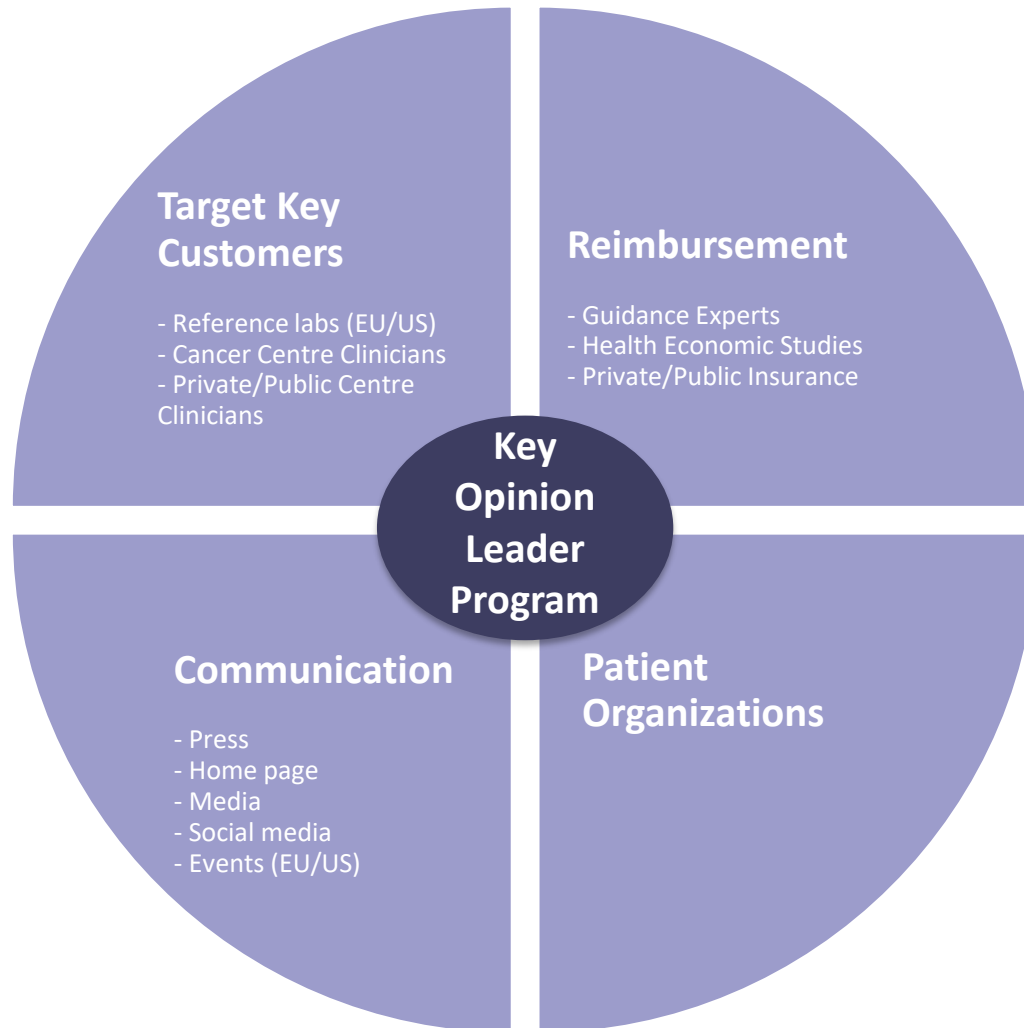 Target Key
Customers
- Reference labs (EU/US)
- Cancer Centre Clinicians
- Private/Public Centre
Clinicians
Reimbursement
- Guidance Experts
- Health Economic Studies
- Private/Public Insurance
Key
Opinion
Leader
Program
Communication
- Press
- Home page
- Media
- Social media
- Events (EU/US)
Patient
Organizations